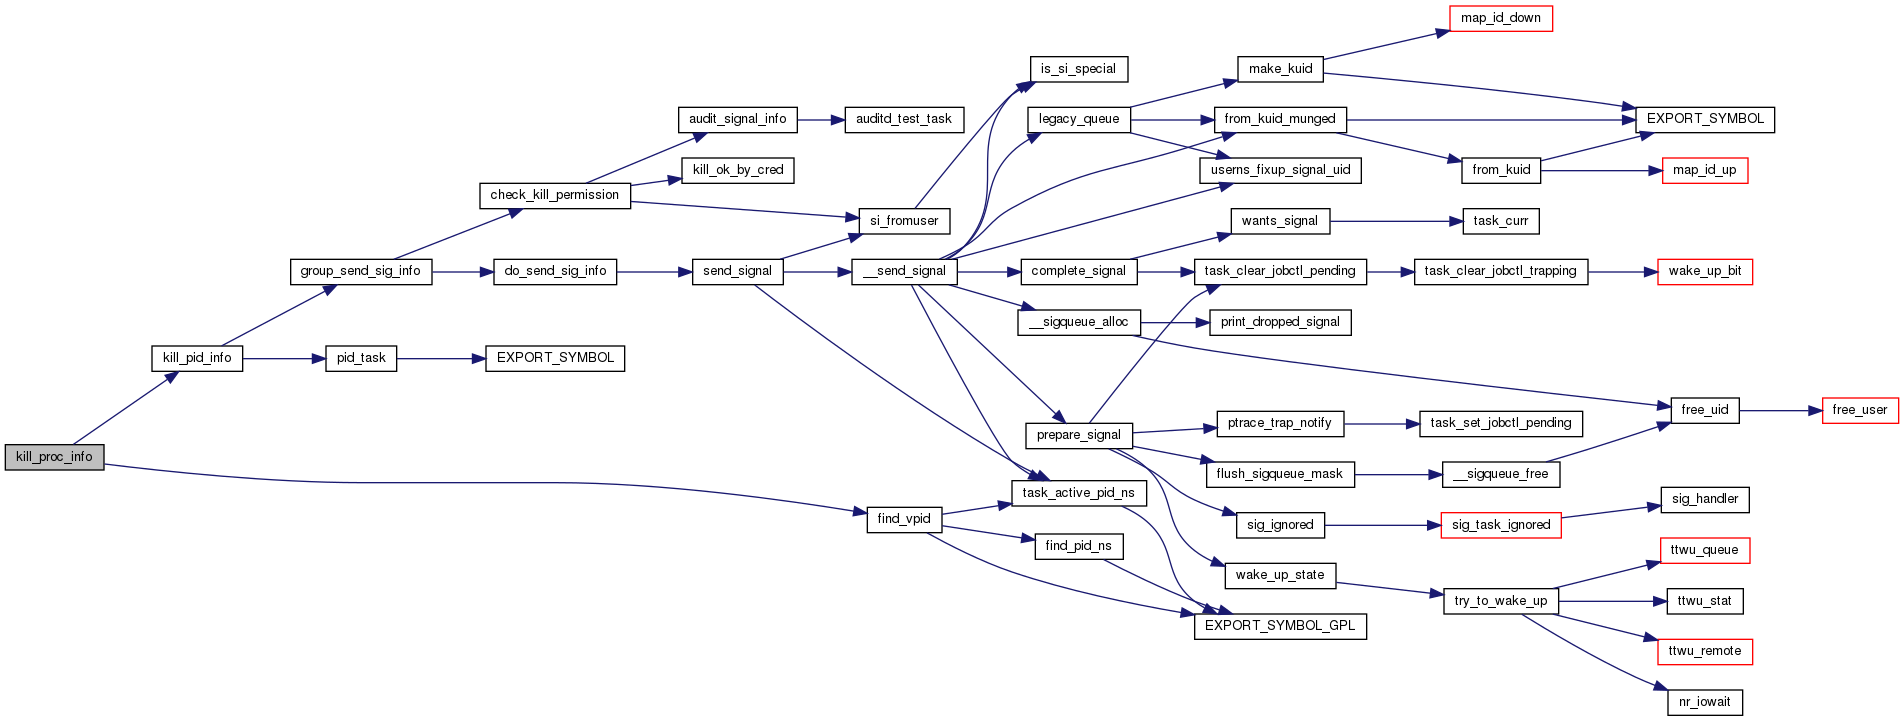 map_id_down
is_si_special
make_kuid
audit_signal_info
auditd_test_task
legacy_queue
from_kuid_munged
EXPORT_SYMBOL
kill_ok_by_cred
userns_fixup_signal_uid
from_kuid
map_id_up
check_kill_permission
si_fromuser
wants_signal
task_curr
group_send_sig_info
do_send_sig_info
send_signal
__send_signal
complete_signal
task_clear_jobctl_pending
task_clear_jobctl_trapping
wake_up_bit
__sigqueue_alloc
print_dropped_signal
kill_pid_info
pid_task
EXPORT_SYMBOL
free_uid
free_user
prepare_signal
ptrace_trap_notify
task_set_jobctl_pending
kill_proc_info
flush_sigqueue_mask
__sigqueue_free
task_active_pid_ns
sig_handler
find_vpid
sig_ignored
sig_task_ignored
find_pid_ns
ttwu_queue
wake_up_state
try_to_wake_up
ttwu_stat
EXPORT_SYMBOL_GPL
ttwu_remote
nr_iowait